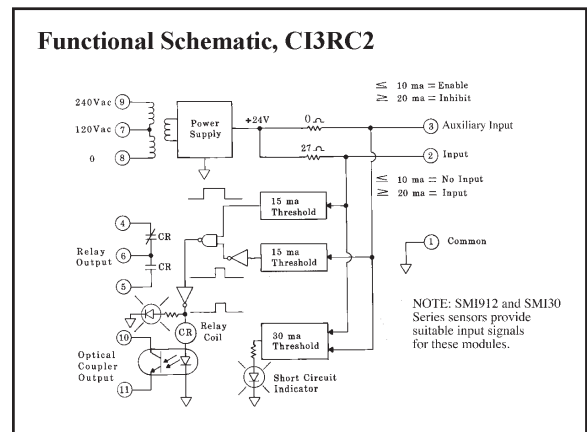 Functional Schematic, CI3RC2
≤ 10 ma = Enable
≥ 20 ma = Inhibit
240Vac 9
120Vac 7
0 8
Power
Supply
+24V
0 Ω
3 Auxiliary Input
27 Ω
2 Input
≤ 10 ma = No Input
≥ 20 ma = Input
15 ma
Threshold
15 ma
Threshold
4
CR
Relay
Output
6
CR
5
1 Common
NOTE: SMI912 and SMI30
Series sensors provide
suitable input signals
for these modules.
CR
Relay
Coil
30 ma
Threshold
10
Optical
Coupler
Output
11
Short Circuit
Indicator